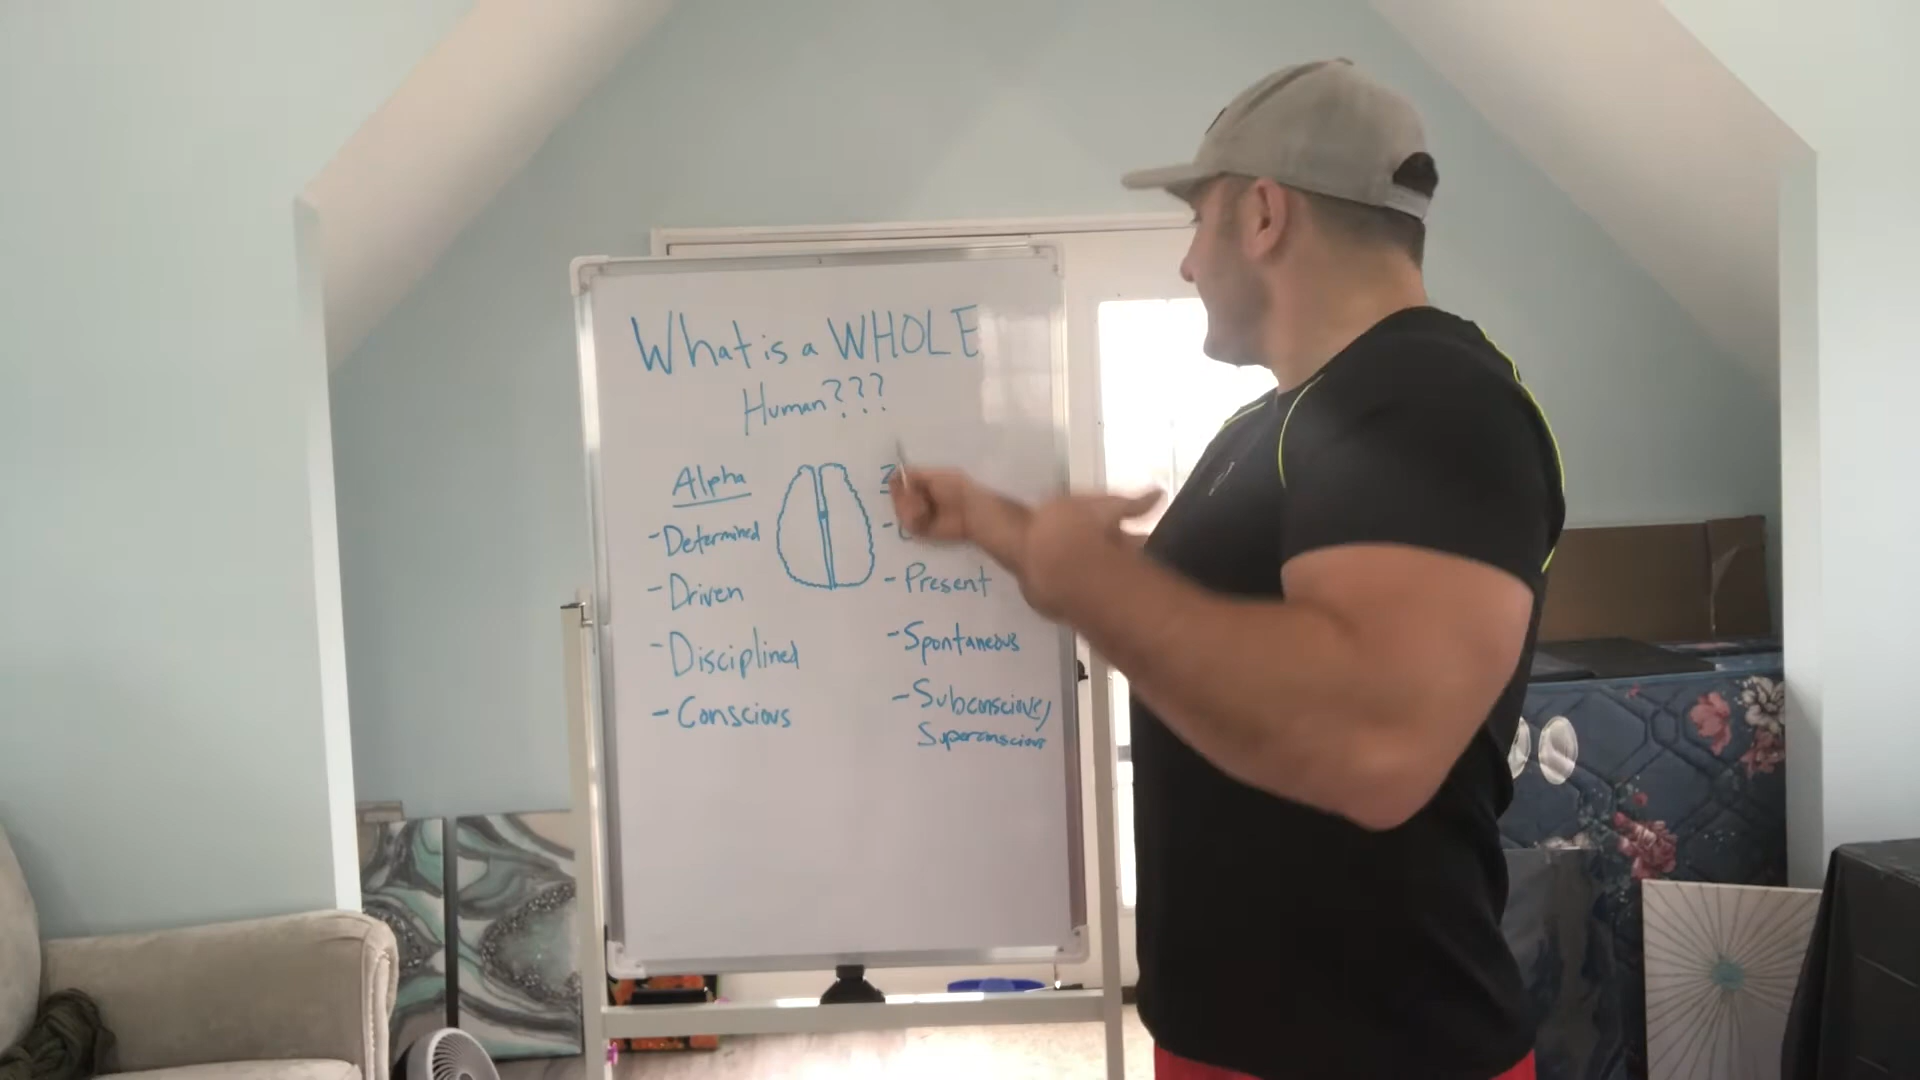 What is a WHOLE
Human???
Alpha
- Determined
- Driven
- Disciplined
- Conscious
- Present
- Spontaneous
- Subconscious/
Superconscious